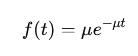 f(t) = μe^{−μt}